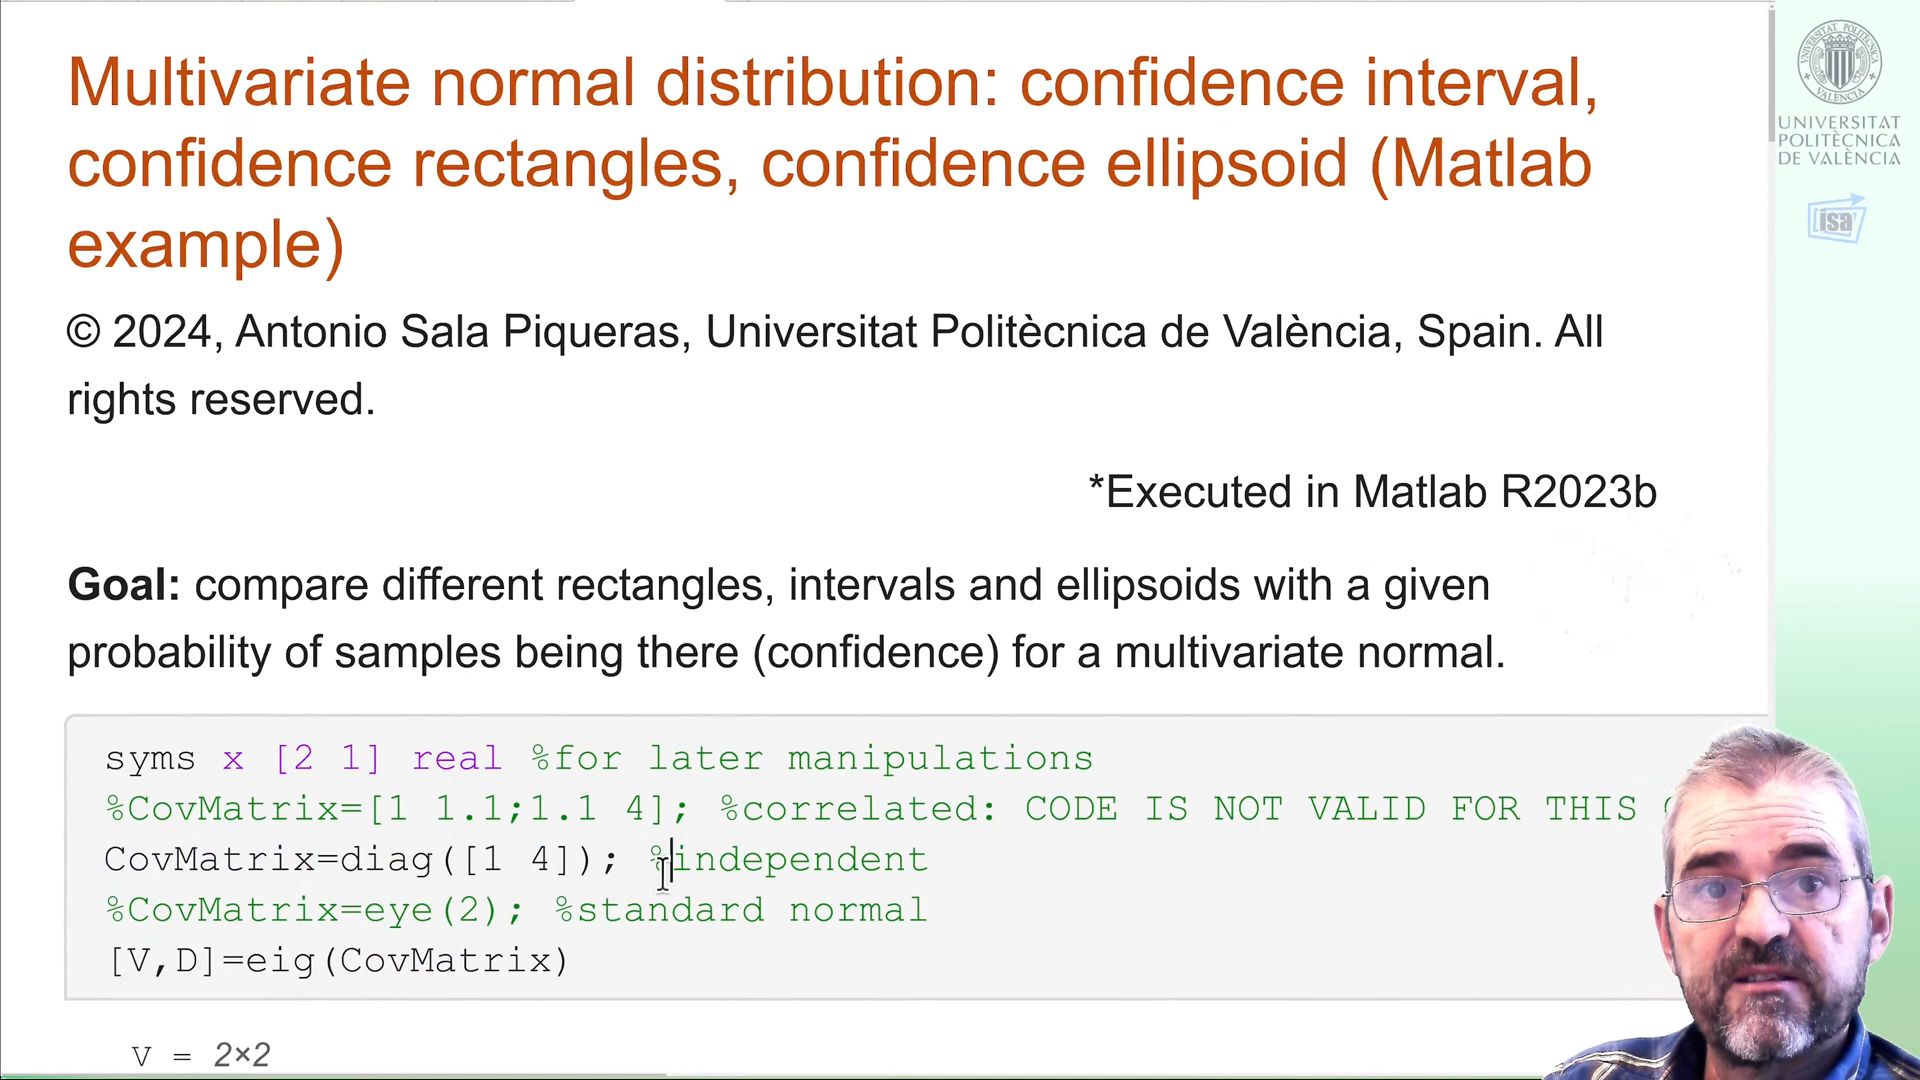 Multivariate normal distribution: confidence interval,
confidence rectangles, confidence ellipsoid (Matlab
example)
© 2024, Antonio Sala Piqueras, Universitat Politècnica de València, Spain. All
rights reserved.
*Executed in Matlab R2023b
Goal: compare different rectangles, intervals and ellipsoids with a given
probability of samples being there (confidence) for a multivariate normal.
syms x [2 1] real %for later manipulations
%CovMatrix=[1 1.1;1.1 4]; %correlated: CODE IS NOT VALID FOR THIS
CovMatrix=diag([1 4]); %independent
%CovMatrix=eye(2); %standard normal
[V,D]=eig(CovMatrix)
V = 2×2
UNIVERSITAT
POLITÈCNICA
DE VALÈNCIA
isa